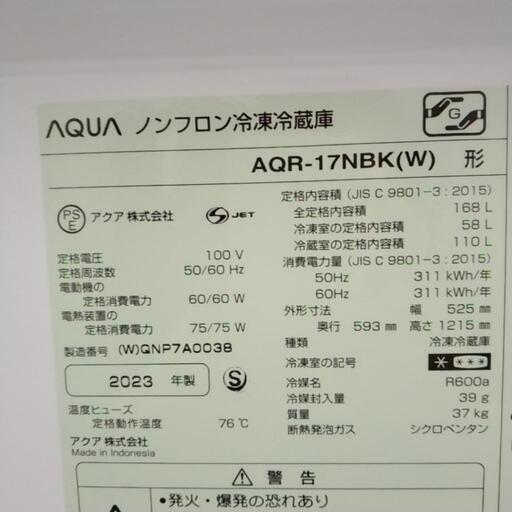 AQUA ノンフロン冷凍冷蔵庫
G
AQR-17NBK(W) 形
PS
E
アクア 株式会社
S JET
定格電圧 100 V
定格周波数 50/60 Hz
電動機の
定格消費電力 60/60 W
電熱装置の
定格消費電力 75/75 W
製造番号 (W)QNP7A0038
2023 年製
S
温度ヒューズ
定格動作温度 76℃
アクア 株式会社
Made in Indonesia
定格内容積 (JIS C 9801-3 : 2015)
全定格内容積 168 L
冷凍室の定格内容積 58 L
冷蔵室の定格内容積 110 L
消費電力量 (JIS C 9801-3 : 2015)
50Hz 311 kWh/年
60Hz 311 kWh/年
外形寸法 幅 525 mm
奥行 593 mm 高さ 1215 mm
種類 冷凍冷蔵庫
冷凍室の記号
冷媒名 R600a
冷媒封入量 39 g
質量 37 kg
断熱発泡ガス シクロペンタン
警告
•発火・爆発の恐れあり